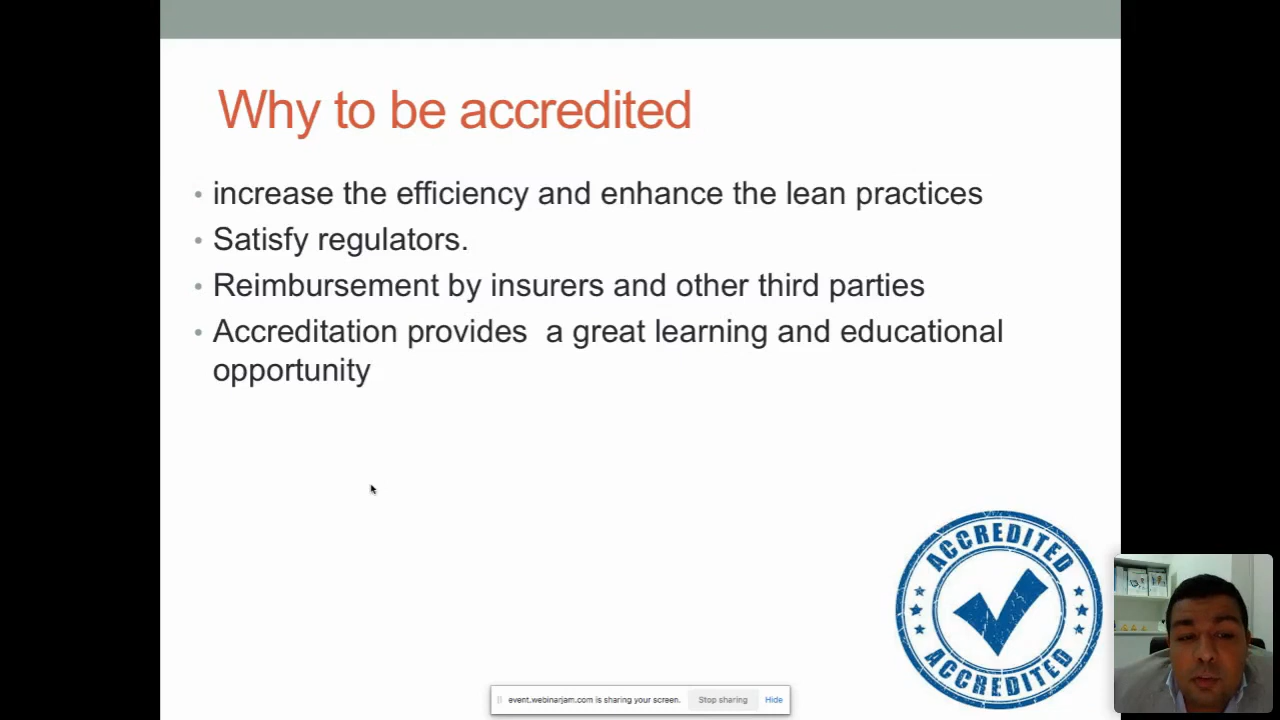 Why to be accredited
• increase the efficiency and enhance the lean practices
• Satisfy regulators.
• Reimbursement by insurers and other third parties
• Accreditation provides  a great learning and educational
opportunity
ACCREDITED
ACCREDITED
event.webinarjam.com is sharing your screen. Stop sharing Hide